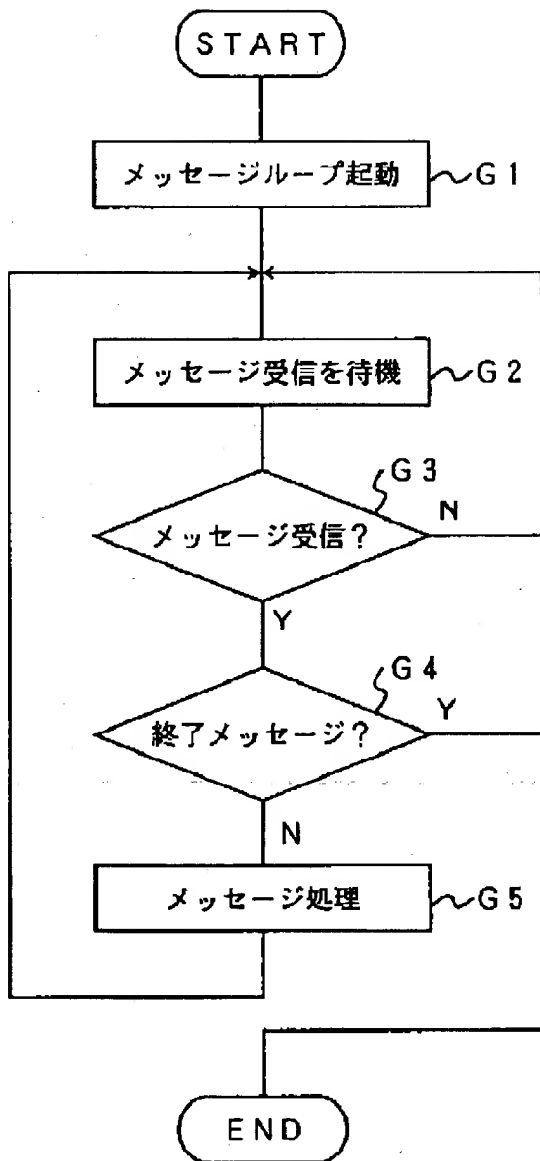 START
メッセージループ起動
G1
メッセージ受信を待機
G2
G3
メッセージ受信?
N
Y
G4
終了メッセージ?
Y
N
メッセージ処理
G5
END